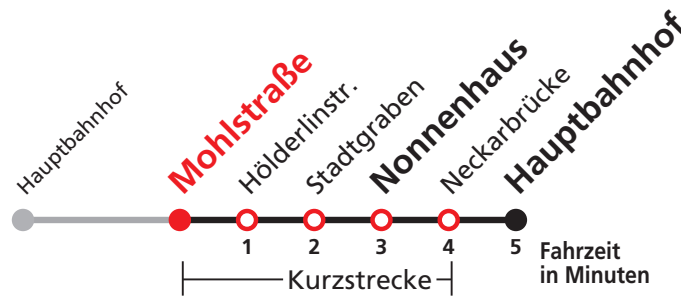 Hauptbahnhof
Mohlstraße
Hölderlinstr.
Stadtgraben
Nonnenhaus
Neckarbrücke
Hauptbahnhof
1 2 3 4 5 Fahrzeit
in Minuten
Kurzstrecke